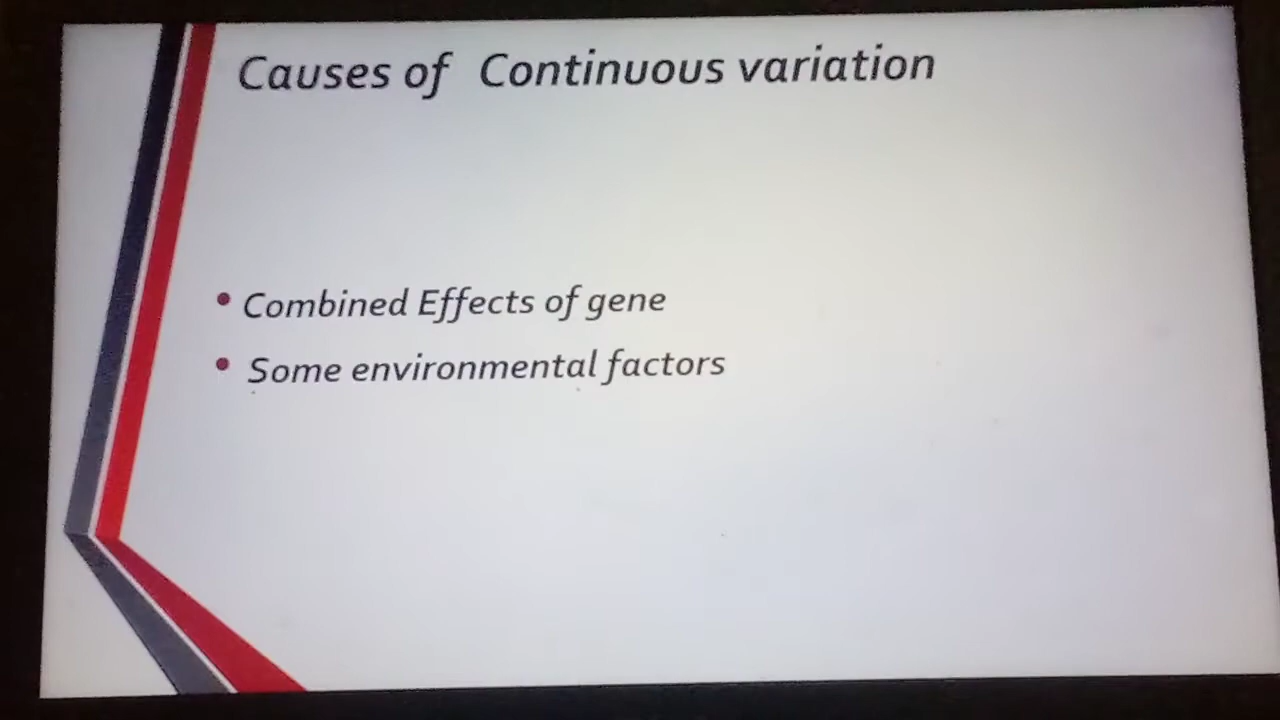 Causes of Continuous variation
• Combined Effects of gene
• Some environmental factors